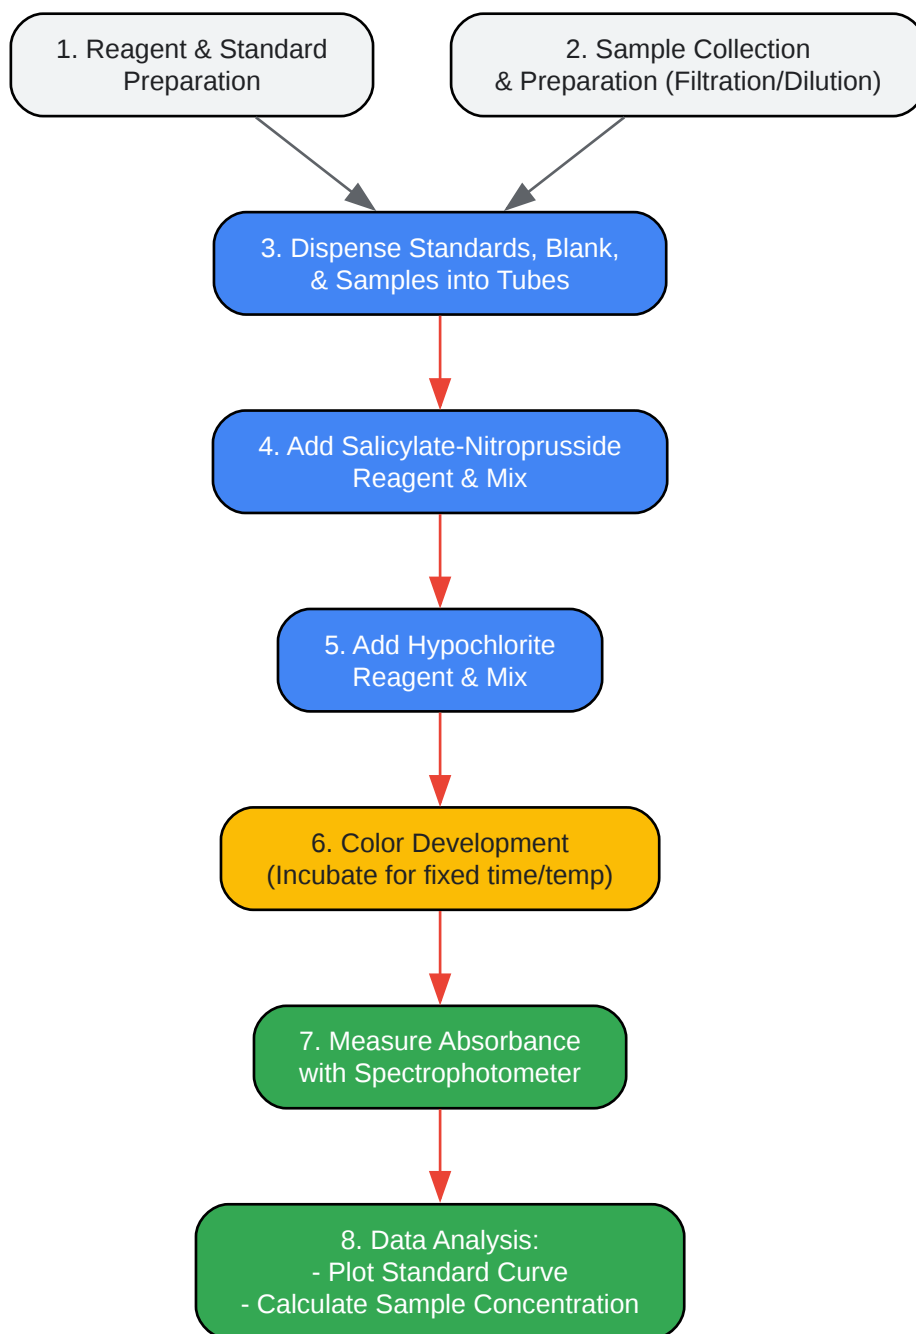 1. Reagent & Standard
Preparation
2. Sample Collection
& Preparation (Filtration/Dilution)
3. Dispense Standards, Blank,
& Samples into Tubes
4. Add Salicylate-Nitroprusside
Reagent & Mix
5. Add Hypochlorite
Reagent & Mix
6. Color Development
(Incubate for fixed time/temp)
7. Measure Absorbance
with Spectrophotometer
8. Data Analysis:
- Plot Standard Curve
- Calculate Sample Concentration